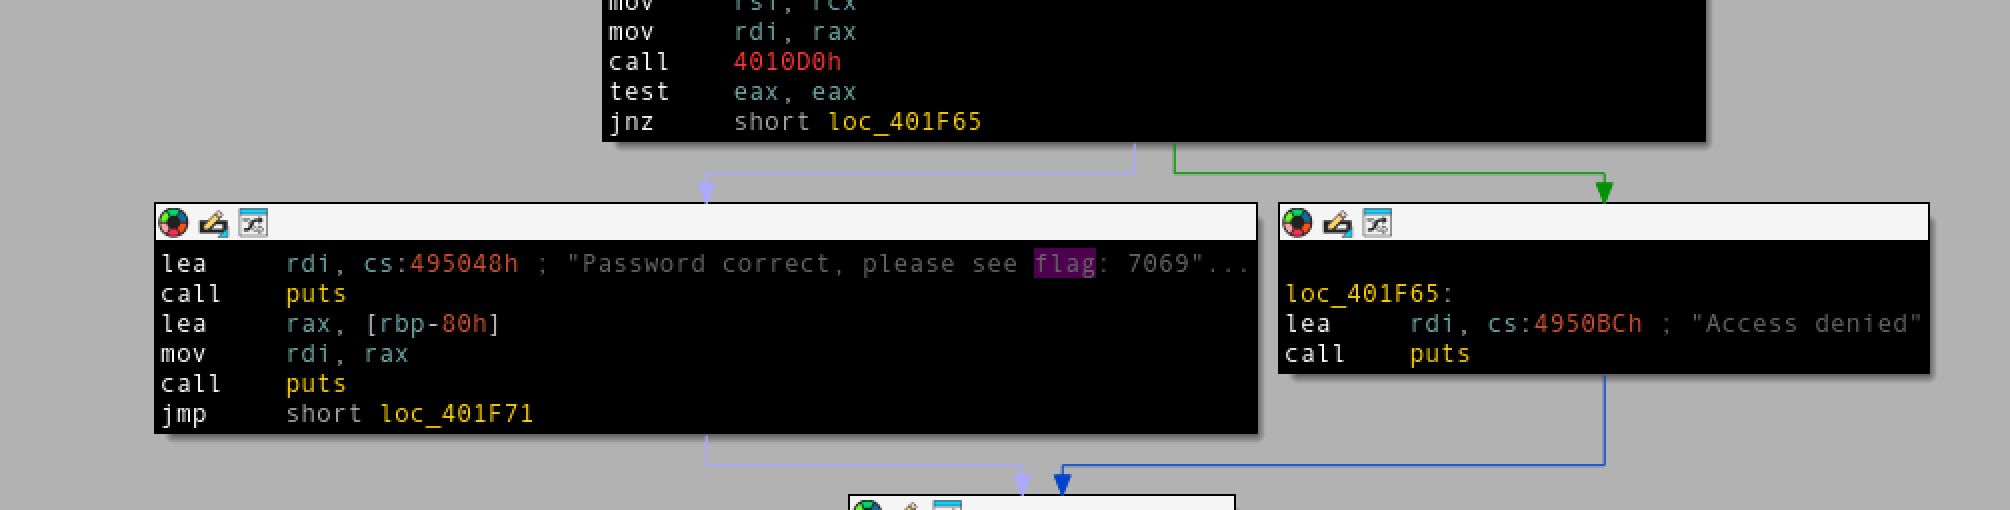 mov rsi, rcx
mov rdi, rax
call 4010D0h
test eax, eax
jnz short loc_401F65
lea rdi, cs:495048h ; "Password correct, please see flag: 7069"...
call puts
lea rax, [rbp-80h]
mov rdi, rax
call puts
jmp short loc_401F71
loc_401F65:
lea rdi, cs:4950BCh ; "Access denied"
call puts